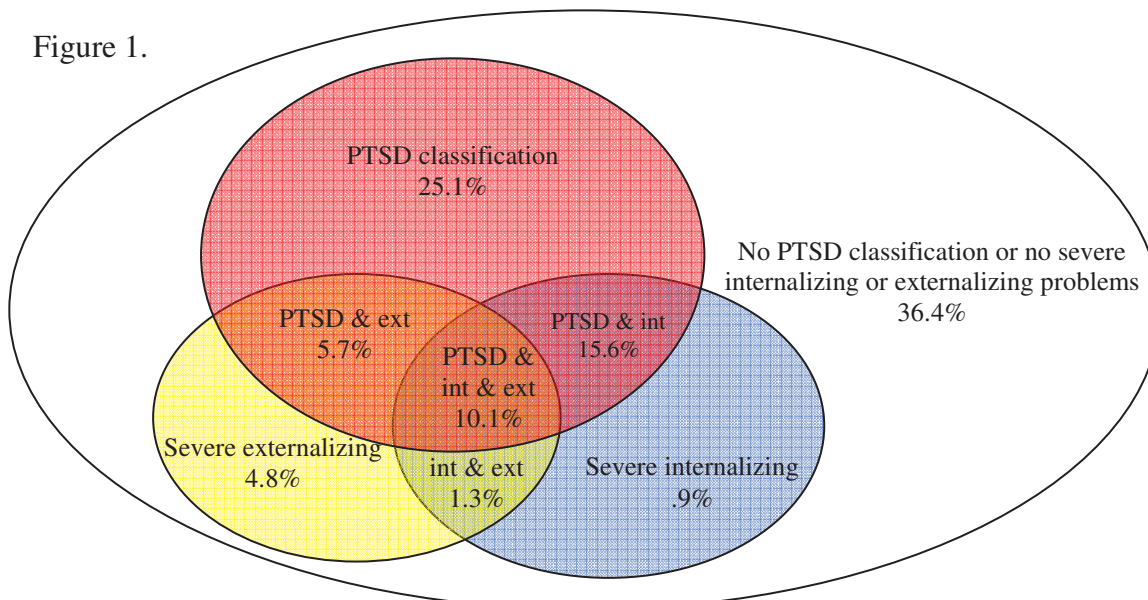 Figure 1.
PTSD classification
25.1%
No PTSD classification or no severe
internalizing or externalizing problems
36.4%
PTSD & ext
5.7%
PTSD & int
15.6%
PTSD &
int & ext
10.1%
Severe externalizing
4.8%
int & ext
1.3%
Severe internalizing
.9%